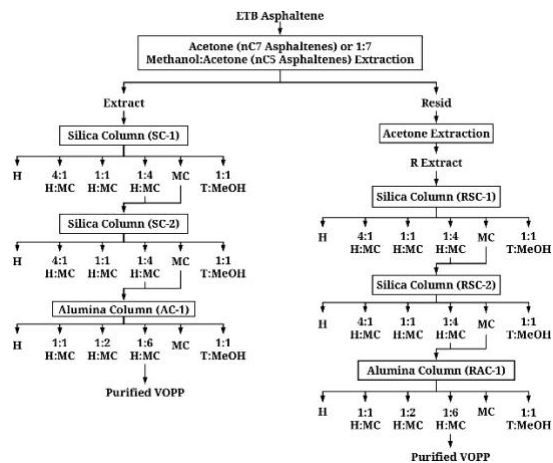 ETB Asphaltene
Acetone (nC7 Asphaltenes) or 1:7
Methanol:Acetone (nC5 Asphaltenes) Extraction
Extract
Silica Column (SC-1)
H 4:1 1:1 1:4 MC 1:1
H:MC H:MC H:MC T:MeOH
Silica Column (SC-2)
H 4:1 1:1 1:4 MC 1:1
H:MC H:MC H:MC T:MeOH
Alumina Column (AC-1)
H 1:1 1:2 1:6 MC 1:1
H:MC H:MC H:MC T:MeOH
Purified VOPP
Resid
Acetone Extraction
R Extract
Silica Column (RSC-1)
H 4:1 1:1 1:4 MC 1:1
H:MC H:MC H:MC T:MeOH
Silica Column (RSC-2)
H 4:1 1:1 1:4 MC 1:1
H:MC H:MC H:MC T:MeOH
Alumina Column (RAC-1)
H 1:1 1:2 1:6 MC 1:1
H:MC H:MC H:MC T:MeOH
Purified VOPP